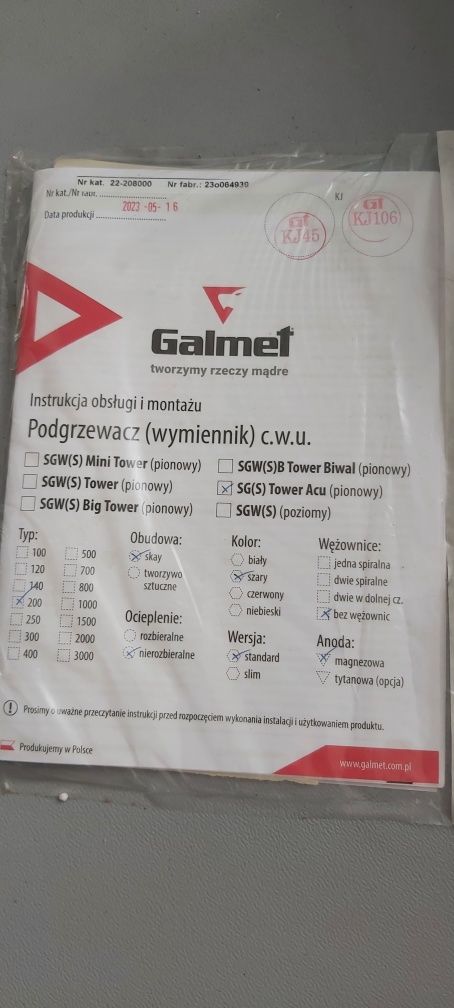 Nr kat. 22-208000 Nr fabr.: 23o064939
Nr kat./Nr fabr.
Data produkcji 2023 -05- 16
KJ
GT
KJ45
GT
KJ106
Galmet
tworzymy rzeczy mądre
Instrukcja obsługi i montażu
Podgrzewacz (wymiennik) c.w.u.
SGW(S) Mini Tower (pionowy) SGW(S)B Tower Biwal (pionowy)
SGW(S) Tower (pionowy) SG(S) Tower Acu (pionowy)
SGW(S) Big Tower (pionowy) SGW(S) (poziomy)
Typ:
100 500
120 700
140 800
200 1000
250 1500
300 2000
400 3000
Obudowa:
skay
tworzywo
sztuczne
Ocieplenie:
rozbieralne
nierozbieralne
Kolor:
biały
szary
czerwony
niebieski
Wersja:
standard
slim
Wężownice:
jedna spiralna
dwie spiralne
dwie w dolnej cz.
bez wężownic
Anoda:
magnezowa
tytanowa (opcja)
Prosimy o uważne przeczytanie instrukcji przed rozpoczęciem wykonania instalacji i użytkowaniem produktu.
Produkujemy w Polsce
www.galmet.com.pl